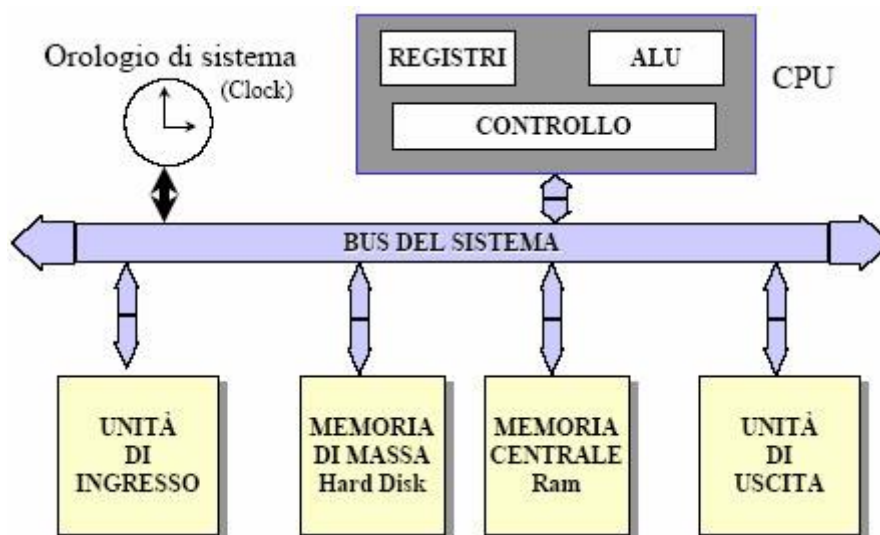 Orologio di sistema
(Clock)
REGISTRI
ALU
CPU
CONTROLLO
BUS DEL SISTEMA
UNITÀ
DI
INGRESSO
MEMORIA
DI MASSA
Hard Disk
MEMORIA
CENTRALE
Ram
UNITÀ
DI
USCITA